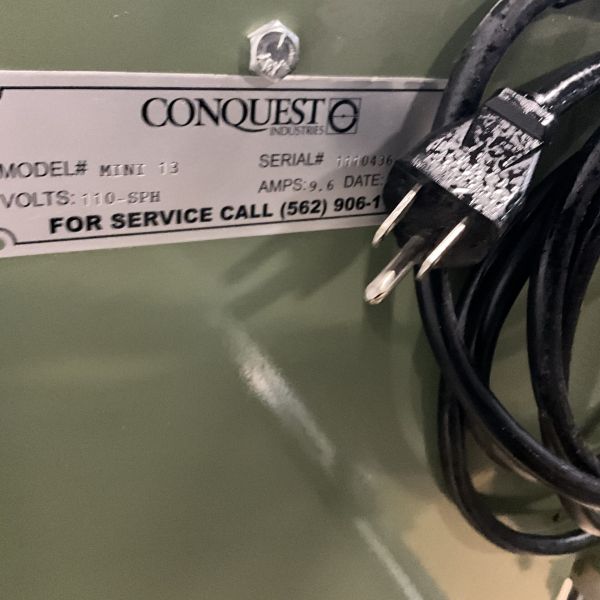 CONQUEST
INDUSTRIES
MODEL# MINI 13
SERIAL# 1110436
VOLTS: 110-SPH
AMPS: 9.6 DATE:
FOR SERVICE CALL (562) 906-1